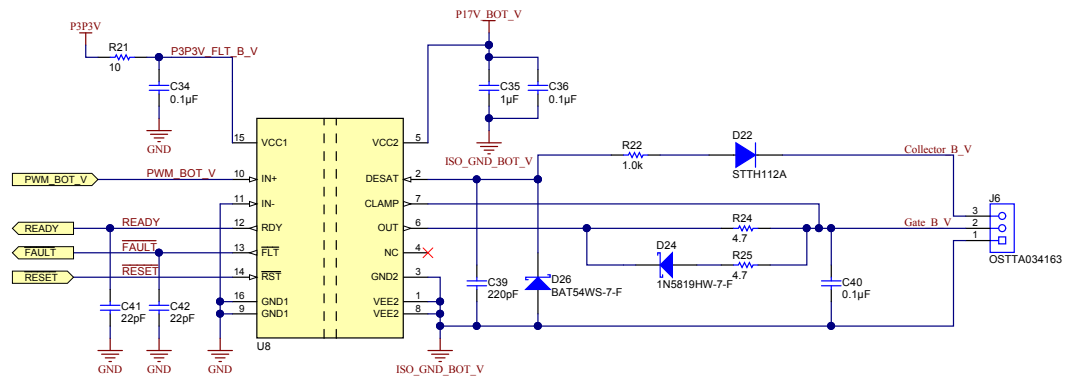 P3P3V
R21
10
P3P3V_FLT_B_V
C34
0.1µF
GND
P17V_BOT_V
C35
1µF
C36
0.1µF
ISO_GND_BOT_V
15
VCC1
VCC2
5
PWM_BOT_V
PWM_BOT_V
10
IN+
DESAT
2
R22
1.0k
D22
STTH112A
Collector_B_V
11
IN-
CLAMP
7
READY
READY
12
RDY
OUT
6
R24
4.7
Gate_B_V
J6
3
2
1
OSTTA034163
FAULT
FAULT
13
FLT
NC
4
D24
1N5819HW-7-F
R25
4.7
RESET
RESET
14
RST
GND2
3
C39
220pF
D26
BAT54WS-7-F
C40
0.1µF
C41
22pF
C42
22pF
16
GND1
VEE2
1
9
GND1
VEE2
8
U8
GND
GND
GND
ISO_GND_BOT_V